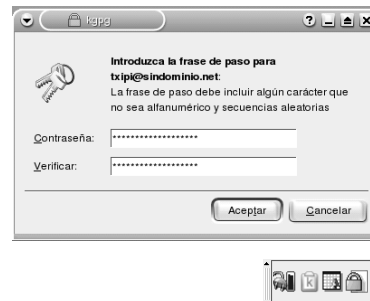 kgpg
Introduzca la frase de paso para
txipi@sindominio.net:
La frase de paso debe incluir algún carácter que
no sea alfanumérico y secuencias aleatorias
Contraseña: *******************
Verificar: *******************
Aceptar Cancelar